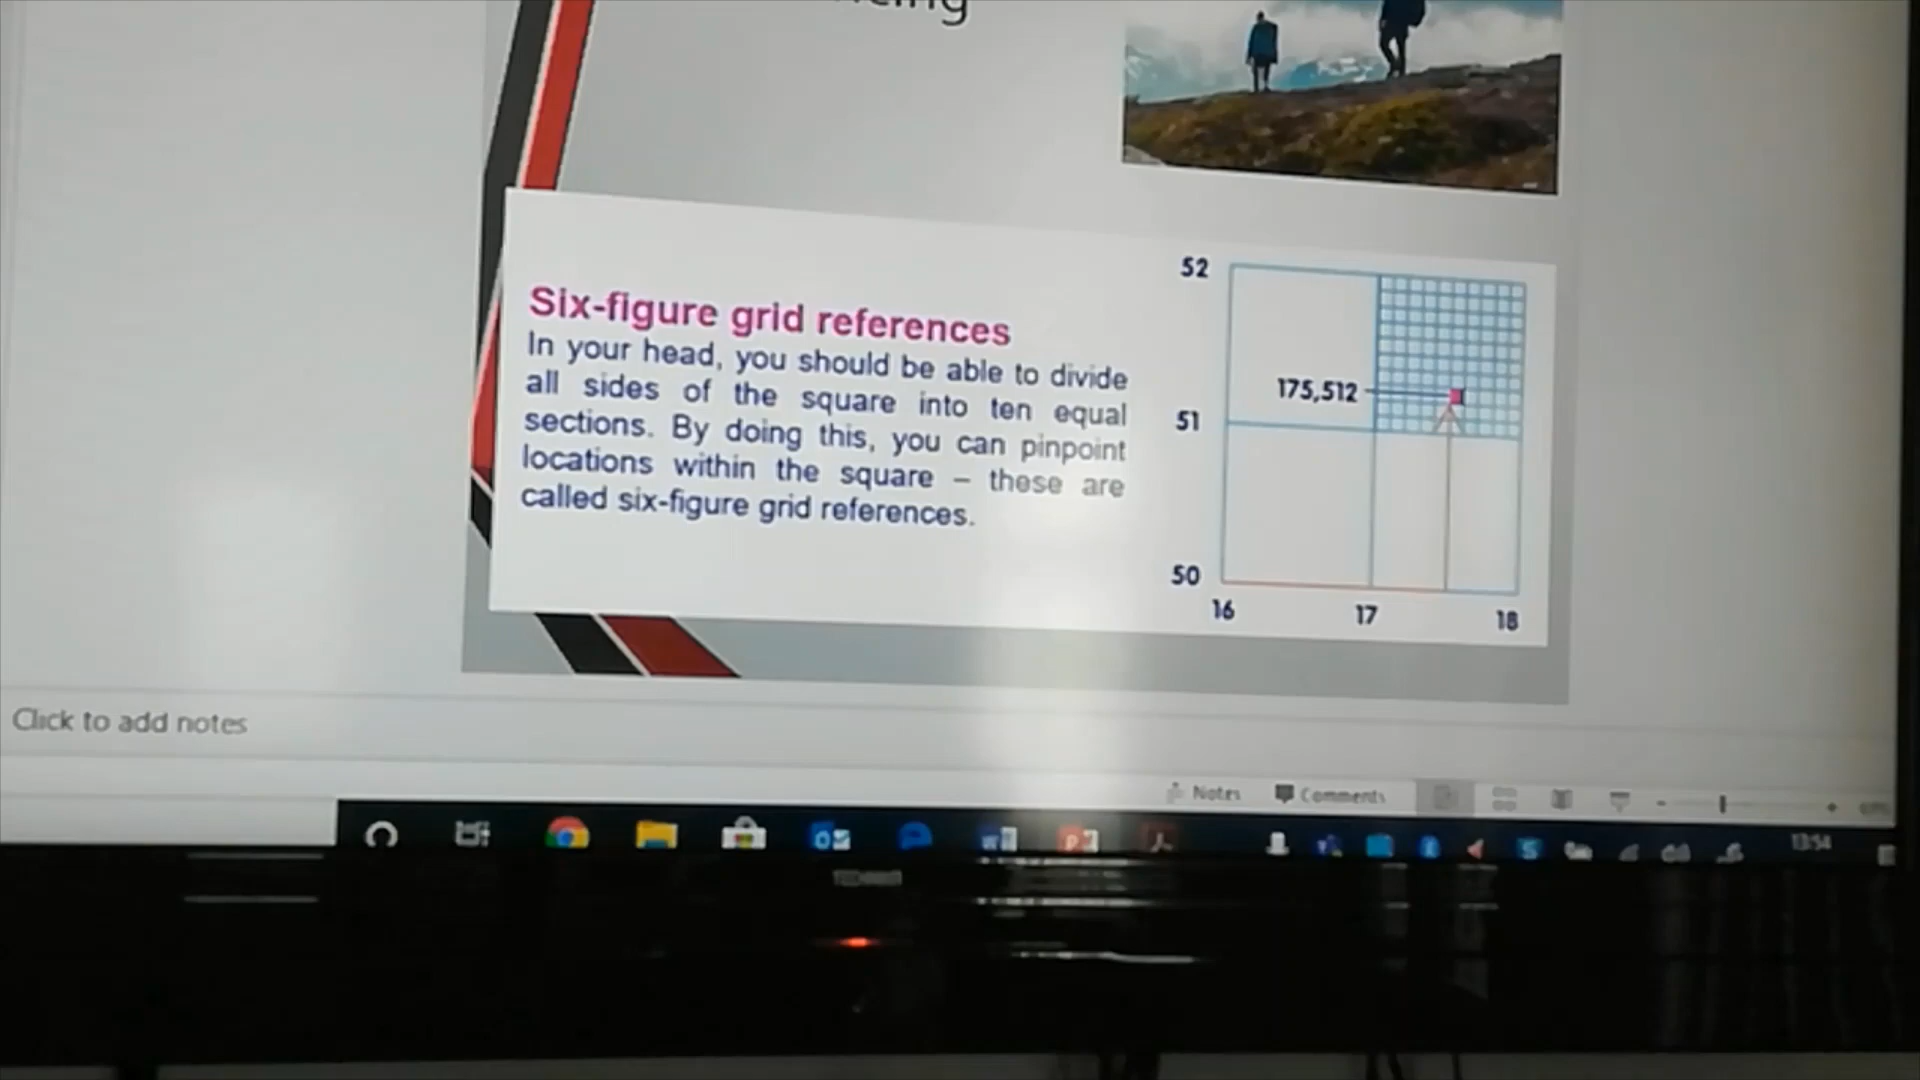 Six-figure grid references
In your head, you should be able to divide
all sides of the square into ten equal
sections. By doing this, you can pinpoint
locations within the square – these are
called six-figure grid references.
52
175,512
51
50
16
17
18
Click to add notes
Notes
Comments
13:54